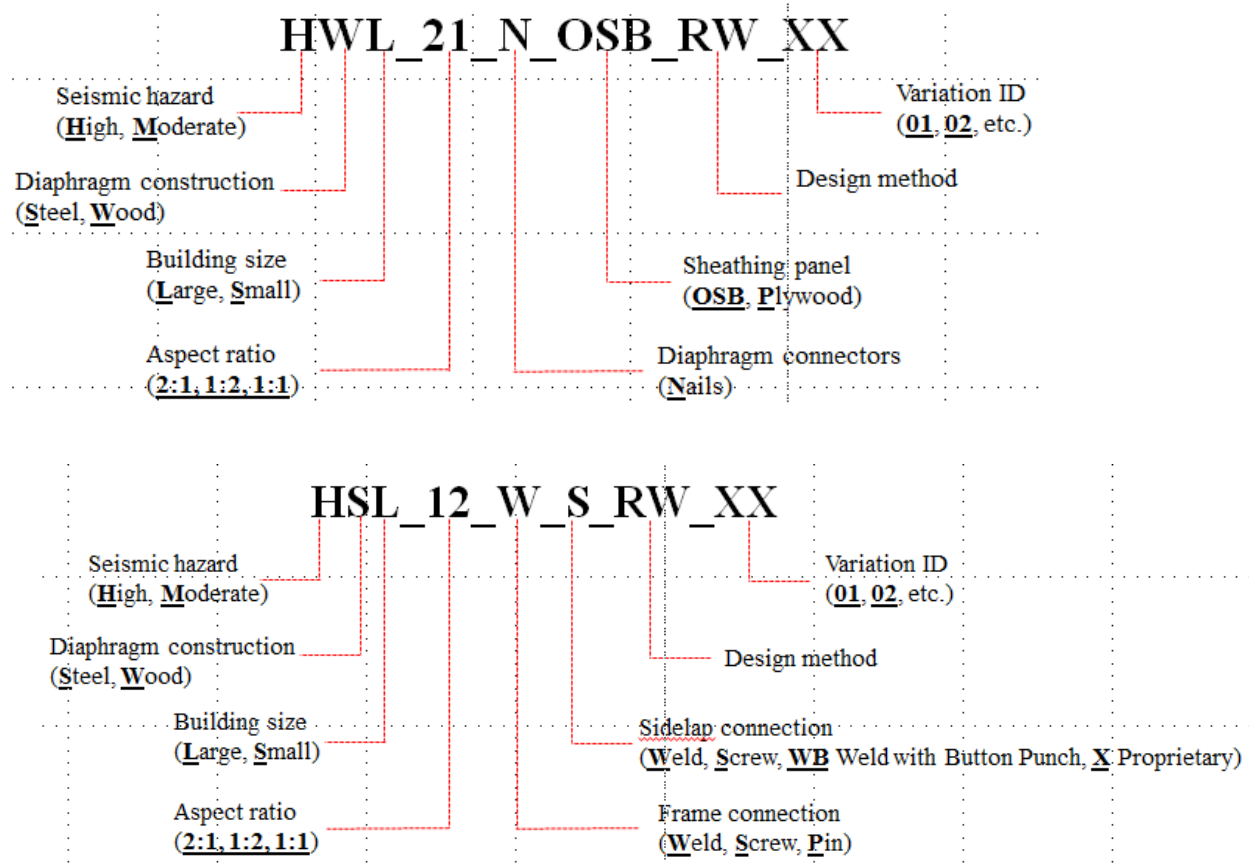 HWL_21_N_OSB_RW_XX
Seismic hazard
(High, Moderate)
Variation ID
(01, 02, etc.)
Diaphragm construction
(Steel, Wood)
Design method
Building size
(Large, Small)
Sheathing panel
(OSB, Plywood)
Aspect ratio
(2:1, 1:2, 1:1)
Diaphragm connectors
(Nails)
HSL_12_W_S_RW_XX
Seismic hazard
(High, Moderate)
Variation ID
(01, 02, etc.)
Diaphragm construction
(Steel, Wood)
Design method
Building size
(Large, Small)
Sidelap connection
(Weld, Screw, WB Weld with Button Punch, X Proprietary)
Aspect ratio
(2:1, 1:2, 1:1)
Frame connection
(Weld, Screw, Pin)